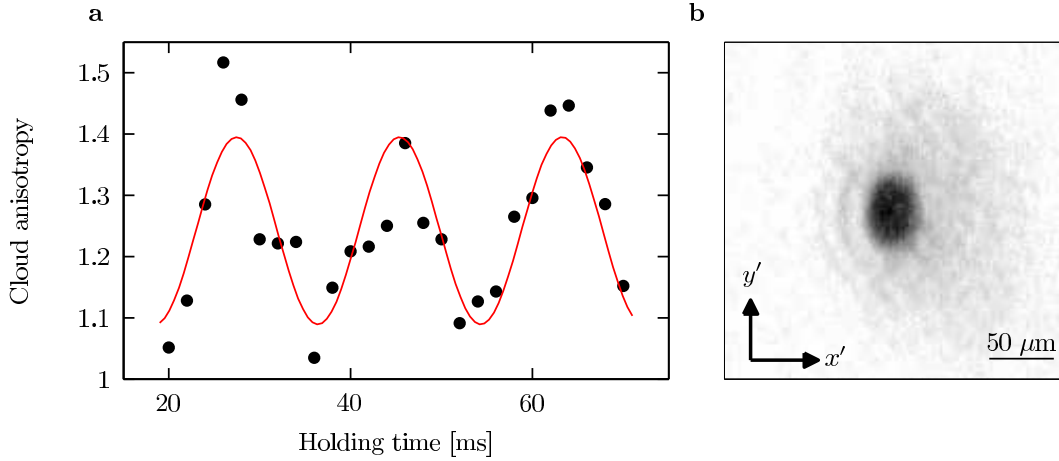 a
b
Cloud anisotropy
1.5
1.4
1.3
1.2
1.1
1
20 40 60
Holding time [ms]
y′
x′
50 μm